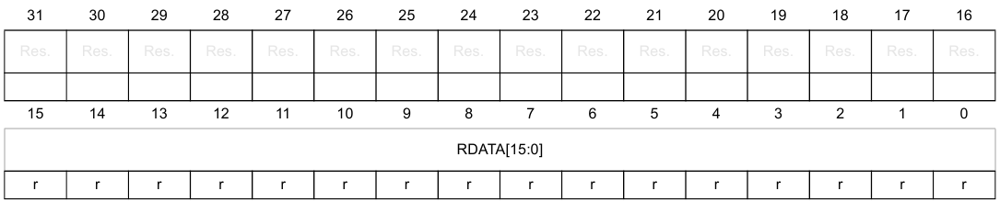 31 30 29 28 27 26 25 24 23 22 21 20 19 18 17 16
Res. Res. Res. Res. Res. Res. Res. Res. Res. Res. Res. Res. Res. Res. Res. Res.
15 14 13 12 11 10 9 8 7 6 5 4 3 2 1 0
RDATA[15:0]
r r r r r r r r r r r r r r r r